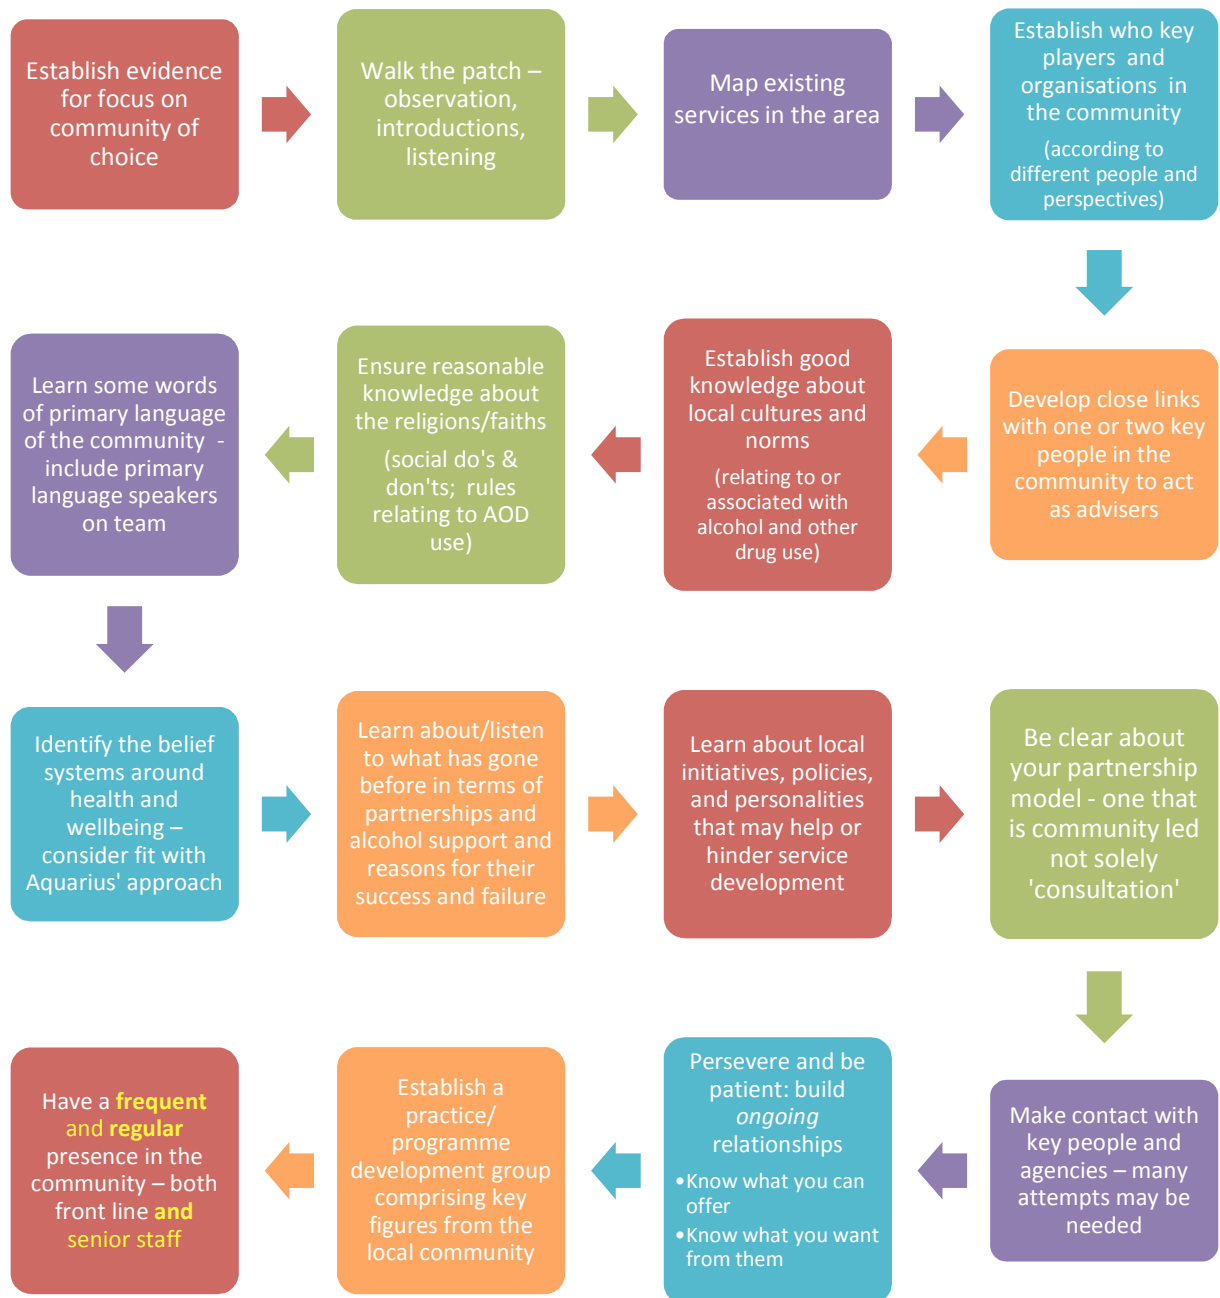 Establish evidence
for focus on
community of
choice
Walk the patch –
observation,
introductions,
listening
Map existing
services in the area
Establish who key
players and
organisations in
the community
(according to
different people and
perspectives)
Develop close links
with one or two key
people in the
community to act
as advisers
Establish good
knowledge about
local cultures and
norms
(relating to or
associated with
alcohol and other
drug use)
Ensure reasonable
knowledge about
the religions/faiths
(social do's &
don'ts; rules
relating to AOD
use)
Learn some words
of primary language
of the community -
include primary
language speakers
on team
Identify the belief
systems around
health and
wellbeing –
consider fit with
Aquarius' approach
Learn about/listen
to what has gone
before in terms of
partnerships and
alcohol support and
reasons for their
success and failure
Learn about local
initiatives, policies,
and personalities
that may help or
hinder service
development
Be clear about
your partnership
model - one that
is community led
not solely
'consultation'
Make contact with
key people and
agencies – many
attempts may be
needed
Persevere and be
patient: build
ongoing
relationships
•Know what you can
offer
•Know what you want
from them
Establish a
practice/
programme
development group
comprising key
figures from the
local community
Have a frequent
and regular
presence in the
community – both
front line and
senior staff